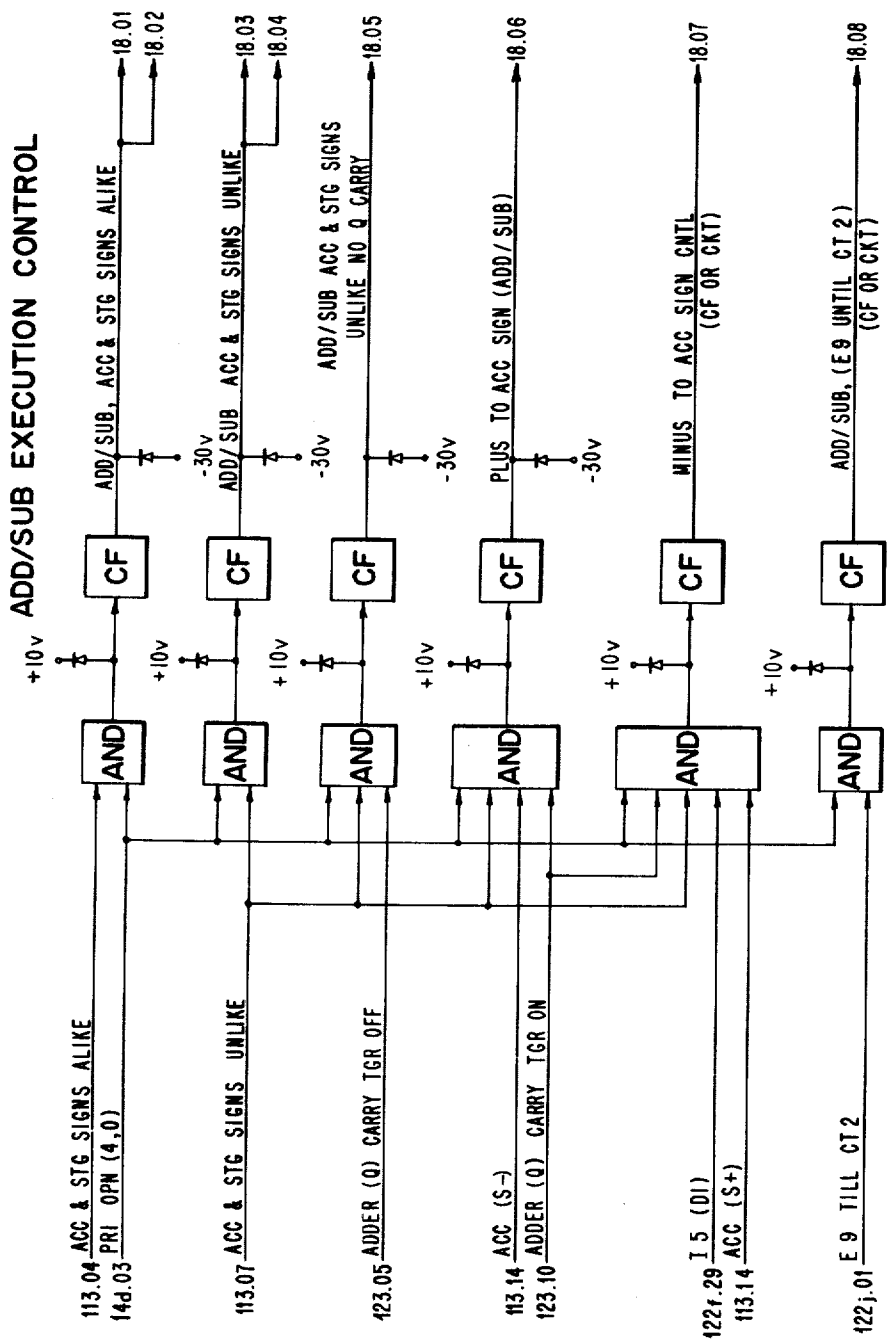 ADD/SUB EXECUTION CONTROL
113.04 ACC & STG SIGNS ALIKE
14d.03 PRI OPN (4,0)
AND
+10v
CF
-30v
ADD/SUB, ACC & STG SIGNS ALIKE
18.01
18.02
113.07 ACC & STG SIGNS UNLIKE
AND
+10v
CF
-30v
ADD/SUB ACC & STG SIGNS UNLIKE
18.03
18.04
123.05 ADDER (Q) CARRY TGR OFF
AND
+10v
CF
-30v
ADD/SUB ACC & STG SIGNS
UNLIKE NO Q CARRY
18.05
113.14 ACC (S-)
123.10 ADDER (Q) CARRY TGR ON
AND
+10v
CF
-30v
PLUS TO ACC SIGN (ADD/SUB)
18.06
122f.29 I 5 (DI)
113.14 ACC (S+)
AND
+10v
CF
MINUS TO ACC SIGN CNTL
(CF OR CKT)
18.07
122j.01 E 9 TILL CT 2
AND
+10v
CF
ADD/SUB, (E9 UNTIL CT2)
(CF OR CKT)
18.08